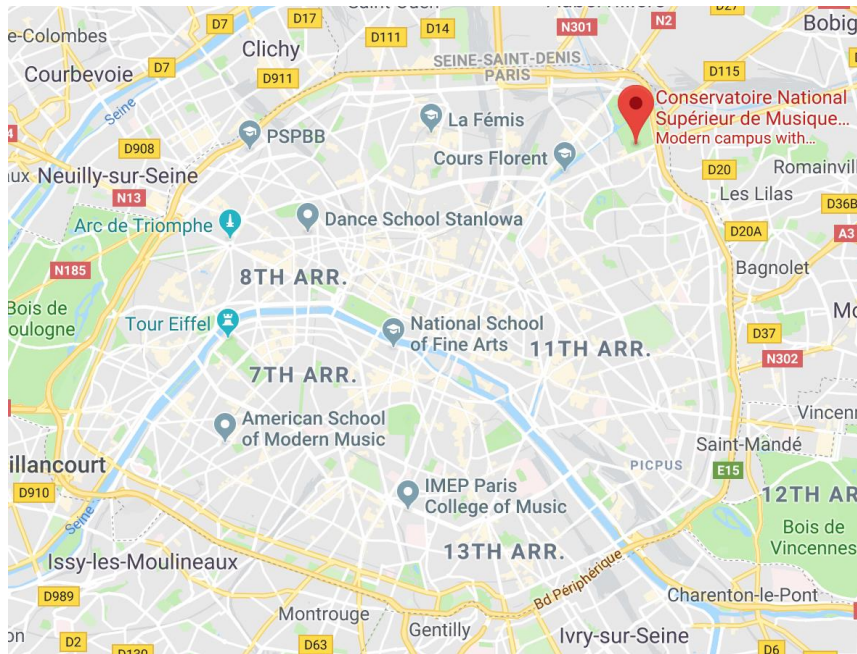 D7
D17
D111
D14
N301
N2
D27
Bobig
e-Colombes
Clichy
Courbevoie
D7
D911
SEINE-SAINT-DENIS
PARIS
D115
Seine
PSPBB
La Fémis
Conservatoire National
Supérieur de Musique...
Modern campus with...
D908
Cours Florent
D20
Romainvil
aux
Neuilly-sur-Seine
N13
Les Lilas
D36B
Arc de Triomphe
Dance School Stanlowa
D20A
A3
N185
8TH ARR.
Bagnolet
Bois de
oulogne
Tour Eiffel
National School
of Fine Arts
11TH ARR.
Mo
D37
N302
7TH ARR.
American School
of Modern Music
Vincenn
Saint-Mandé
illancourt
PICPUS
E15
D910
IMEP Paris
College of Music
12TH AR
Seine
Bois de
Vincennes
13TH ARR.
Issy-les-Moulineaux
Bd Périphérique
D989
Charenton-le-Pont
Montrouge
Gentilly
on
D2
D63
Ivry-sur-Seine
D6